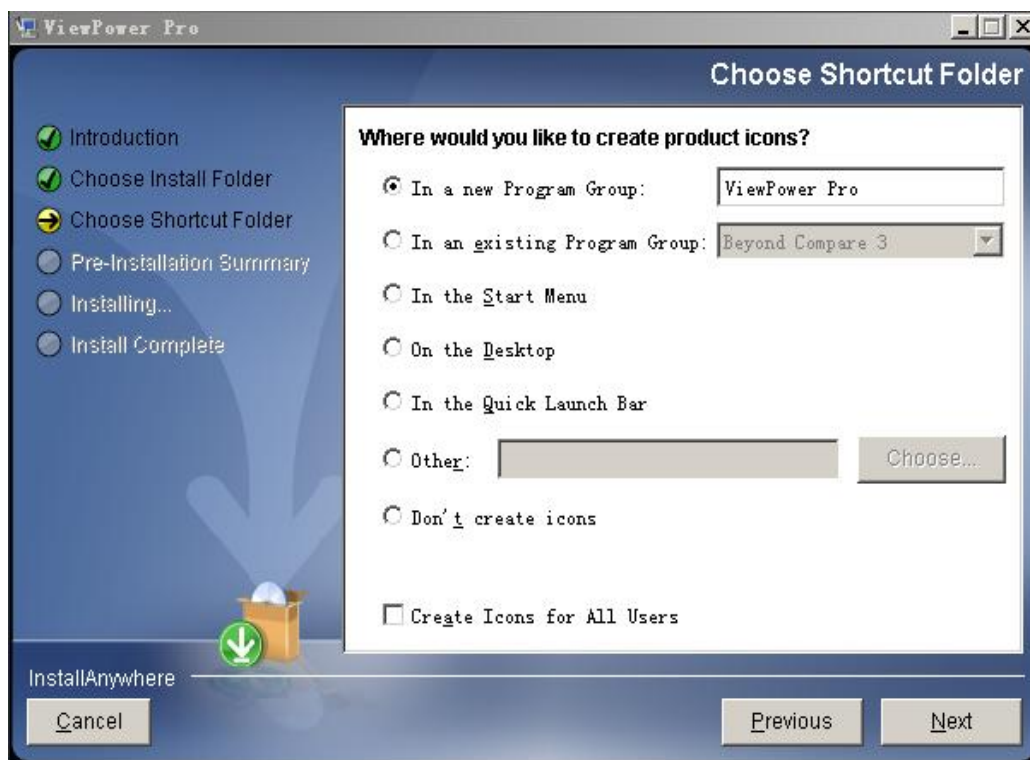 ViewPower Pro
Choose Shortcut Folder
Introduction
Choose Install Folder
Choose Shortcut Folder
Pre-Installation Summary
Installing...
Install Complete
Where would you like to create product icons?
In a new Program Group: ViewPower Pro
In an existing Program Group: Beyond Compare 3
In the Start Menu
On the Desktop
In the Quick Launch Bar
Other: Choose...
Don't create icons
Create Icons for All Users
InstallAnywhere
Cancel Previous Next